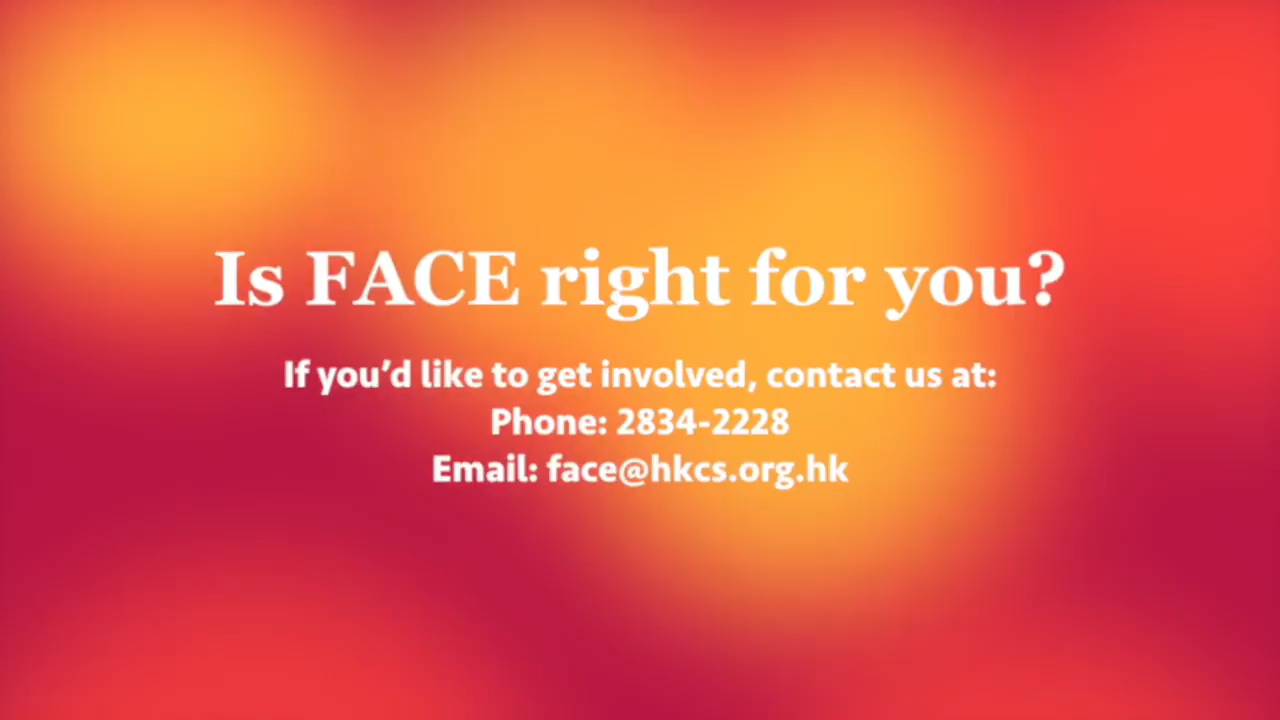 Is FACE right for you?
If you’d like to get involved, contact us at:
Phone: 2834-2228
Email: face@hkcs.org.hk